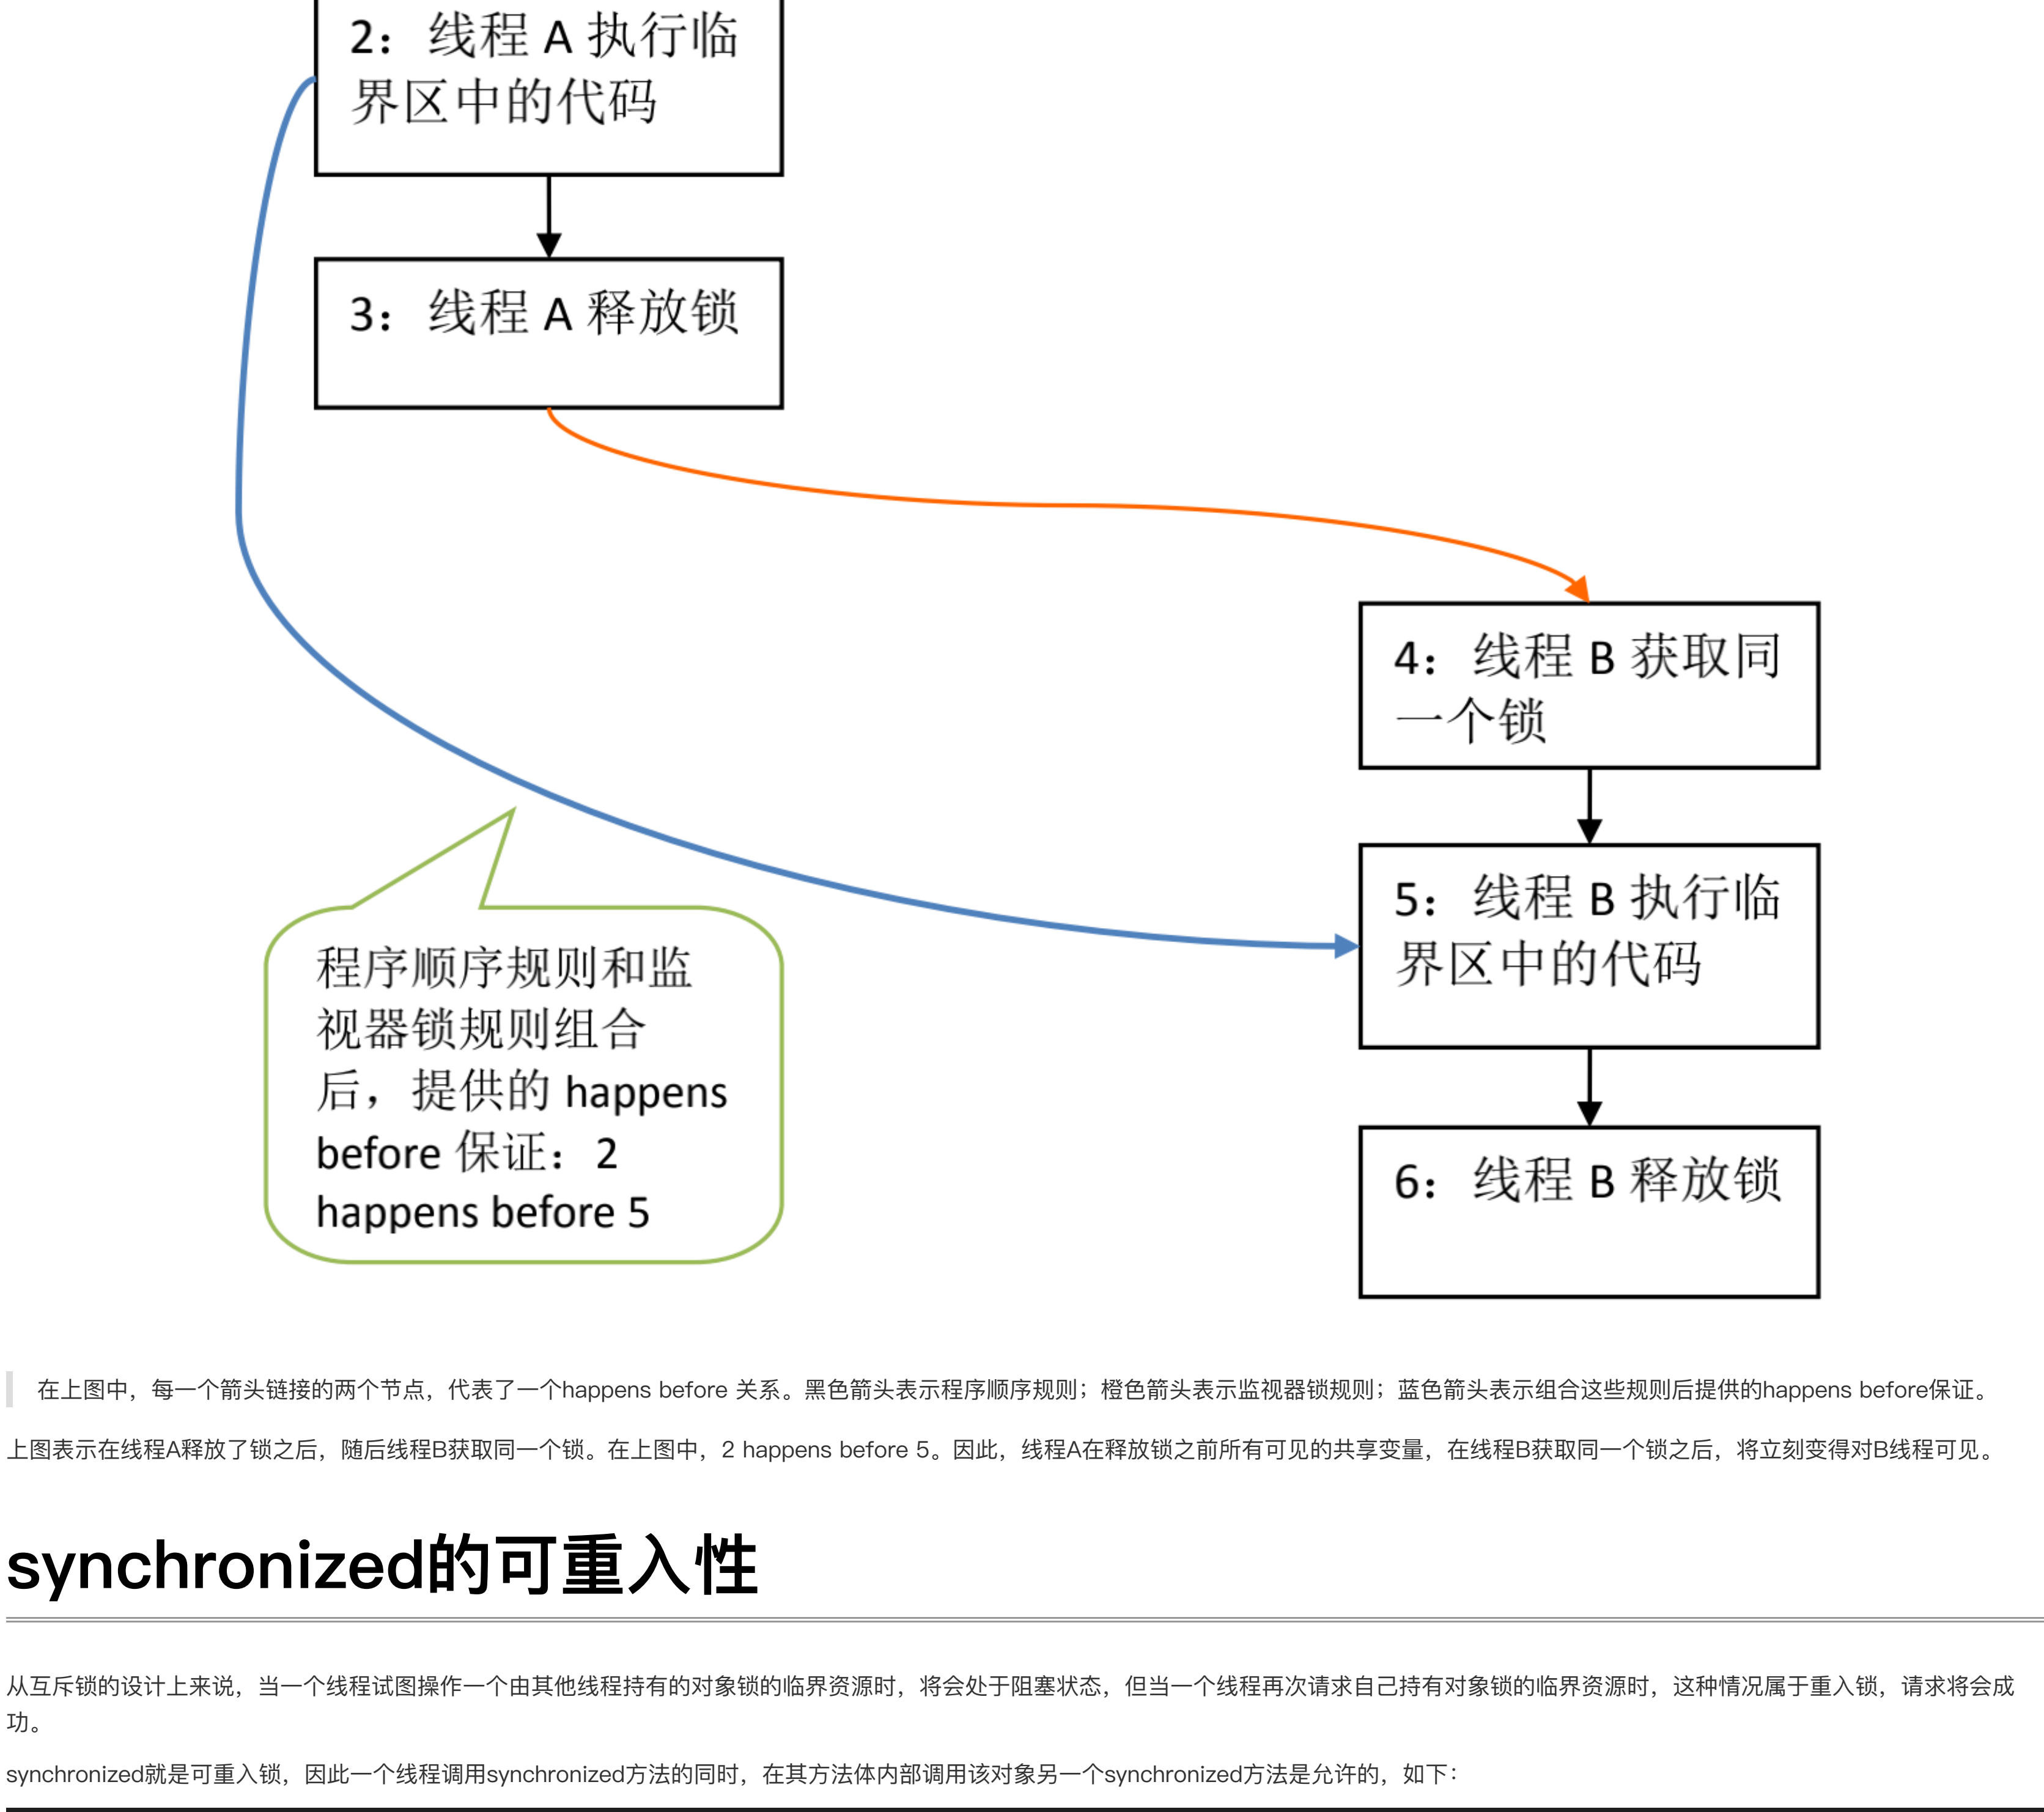 2：线程 A 执行临
界区中的代码
3：线程 A 释放锁
4：线程 B 获取同
一个锁
5：线程 B 执行临
界区中的代码
6：线程 B 释放锁
程序顺序规则和监
视器锁规则组合
后，提供的 happens
before 保证：2
happens before 5
在上图中，每一个箭头链接的两个节点，代表了一个happens before 关系。黑色箭头表示程序顺序规则；橙色箭头表示监视器锁规则；蓝色箭头表示组合这些规则后提供的happens before保证。
上图表示在线程A释放了锁之后，随后线程B获取同一个锁。在上图中，2 happens before 5。因此，线程A在释放锁之前所有可见的共享变量，在线程B获取同一个锁之后，将立刻变得对B线程可见。
synchronized的可重入性
从互斥锁的设计上来说，当一个线程试图操作一个由其他线程持有的对象锁的临界资源时，将会处于阻塞状态，但当一个线程再次请求自己持有对象锁的临界资源时，这种情况属于重入锁，请求将会成
功。
synchronized就是可重入锁，因此一个线程调用synchronized方法的同时，在其方法体内部调用该对象另一个synchronized方法是允许的，如下：